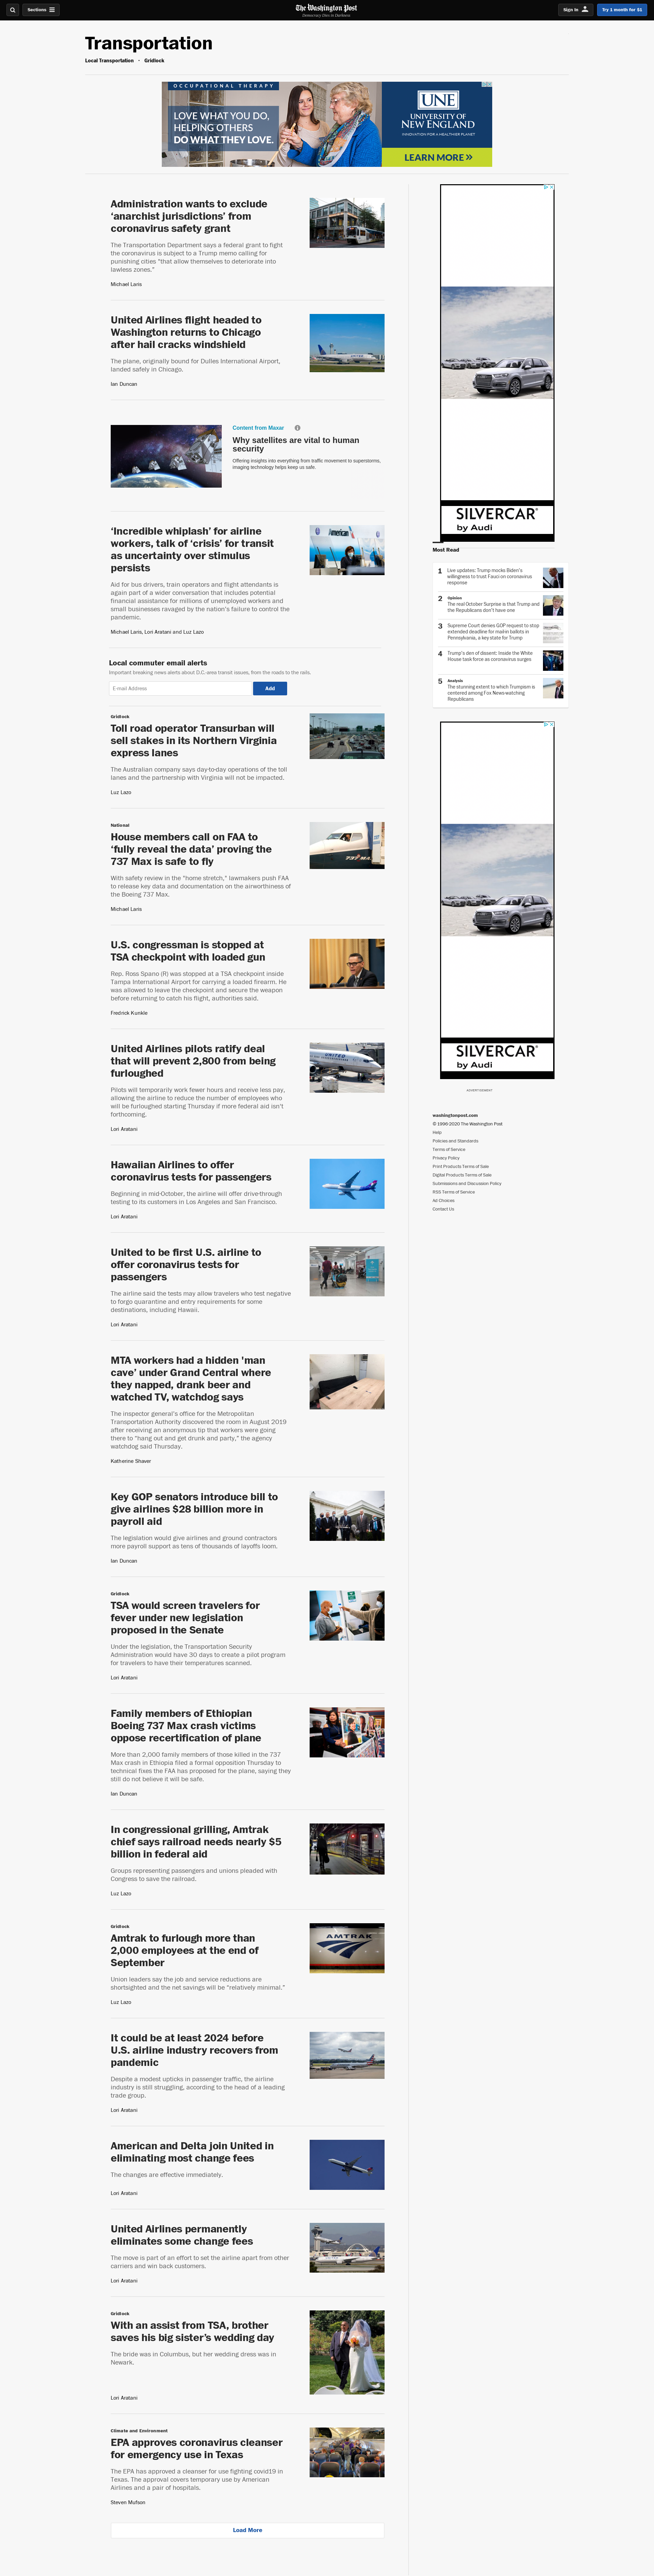 Sections
The Washington Post
Democracy Dies in Darkness
Sign In
Try 1 month for $1
Transportation
Local Transportation
Gridlock
OCCUPATIONAL THERAPY
LOVE WHAT YOU DO,
HELPING OTHERS
DO WHAT THEY LOVE.
UNE
UNIVERSITY OF
NEW ENGLAND
INNOVATION FOR A HEALTHIER PLANET
LEARN MORE »
Administration wants to exclude
‘anarchist jurisdictions’ from
coronavirus safety grant
The Transportation Department says a federal grant to fight
the coronavirus is subject to a Trump memo calling for
punishing cities “that allow themselves to deteriorate into
lawless zones.”
Michael Laris
United Airlines flight headed to
Washington returns to Chicago
after hail cracks windshield
The plane, originally bound for Dulles International Airport,
landed safely in Chicago.
Ian Duncan
Content from Maxar
Why satellites are vital to human
security
Offering insights into everything from traffic movement to superstorms,
imaging technology helps keep us safe.
‘Incredible whiplash’ for airline
workers, talk of ‘crisis’ for transit
as uncertainty over stimulus
persists
Aid for bus drivers, train operators and flight attendants is
again part of a wider conversation that includes potential
financial assistance for millions of unemployed workers and
small businesses ravaged by the nation’s failure to control the
pandemic.
Michael Laris, Lori Aratani and Luz Lazo
Local commuter email alerts
Important breaking news alerts about D.C.-area transit issues, from the roads to the rails.
E-mail Address
Add
Gridlock
Toll road operator Transurban will
sell stakes in its Northern Virginia
express lanes
The Australian company says day-to-day operations of the toll
lanes and the partnership with Virginia will not be impacted.
Luz Lazo
National
House members call on FAA to
‘fully reveal the data’ proving the
737 Max is safe to fly
With safety review in the “home stretch,” lawmakers push FAA
to release key data and documentation on the airworthiness of
the Boeing 737 Max.
Michael Laris
U.S. congressman is stopped at
TSA checkpoint with loaded gun
Rep. Ross Spano (R) was stopped at a TSA checkpoint inside
Tampa International Airport for carrying a loaded firearm. He
was allowed to leave the checkpoint and secure the weapon
before returning to catch his flight, authorities said.
Fredrick Kunkle
United Airlines pilots ratify deal
that will prevent 2,800 from being
furloughed
Pilots will temporarily work fewer hours and receive less pay,
allowing the airline to reduce the number of employees who
will be furloughed starting Thursday if more federal aid isn’t
forthcoming.
Lori Aratani
Hawaiian Airlines to offer
coronavirus tests for passengers
Beginning in mid-October, the airline will offer drive-through
testing to its customers in Los Angeles and San Francisco.
Lori Aratani
United to be first U.S. airline to
offer coronavirus tests for
passengers
The airline said the tests may allow travelers who test negative
to forgo quarantine and entry requirements for some
destinations, including Hawaii.
Lori Aratani
MTA workers had a hidden 'man
cave’ under Grand Central where
they napped, drank beer and
watched TV, watchdog says
The inspector general’s office for the Metropolitan
Transportation Authority discovered the room in August 2019
after receiving an anonymous tip that workers were going
there to “hang out and get drunk and party,” the agency
watchdog said Thursday.
Katherine Shaver
Key GOP senators introduce bill to
give airlines $28 billion more in
payroll aid
The legislation would give airlines and ground contractors
more payroll support as tens of thousands of layoffs loom.
Ian Duncan
Gridlock
TSA would screen travelers for
fever under new legislation
proposed in the Senate
Under the legislation, the Transportation Security
Administration would have 30 days to create a pilot program
for travelers to have their temperatures scanned.
Lori Aratani
Family members of Ethiopian
Boeing 737 Max crash victims
oppose recertification of plane
More than 2,000 family members of those killed in the 737
Max crash in Ethiopia filed a formal opposition Thursday to
technical fixes the FAA has proposed for the plane, saying they
still do not believe it will be safe.
Ian Duncan
In congressional grilling, Amtrak
chief says railroad needs nearly $5
billion in federal aid
Groups representing passengers and unions pleaded with
Congress to save the railroad.
Luz Lazo
Gridlock
Amtrak to furlough more than
2,000 employees at the end of
September
Union leaders say the job and service reductions are
shortsighted and the net savings will be “relatively minimal.”
Luz Lazo
AMTRAK
It could be at least 2024 before
U.S. airline industry recovers from
pandemic
Despite a modest upticks in passenger traffic, the airline
industry is still struggling, according to the head of a leading
trade group.
Lori Aratani
American and Delta join United in
eliminating most change fees
The changes are effective immediately.
Lori Aratani
United Airlines permanently
eliminates some change fees
The move is part of an effort to set the airline apart from other
carriers and win back customers.
Lori Aratani
Gridlock
With an assist from TSA, brother
saves his big sister’s wedding day
The bride was in Columbus, but her wedding dress was in
Newark.
Lori Aratani
Climate and Environment
EPA approves coronavirus cleanser
for emergency use in Texas
The EPA has approved a cleanser for use fighting covid19 in
Texas. The approval covers temporary use by American
Airlines and a pair of hospitals.
Steven Mufson
Load More
SILVERCAR
by Audi
Most Read
1 Live updates: Trump mocks Biden’s
willingness to trust Fauci on coronavirus
response
2 Opinion
The real October Surprise is that Trump and
the Republicans don’t have one
3 Supreme Court denies GOP request to stop
extended deadline for mail-in ballots in
Pennsylvania, a key state for Trump
4 Trump’s den of dissent: Inside the White
House task force as coronavirus surges
5 Analysis
The stunning extent to which Trumpism is
centered among Fox News-watching
Republicans
SILVERCAR
by Audi
ADVERTISEMENT
washingtonpost.com
© 1996-2020 The Washington Post
Help
Policies and Standards
Terms of Service
Privacy Policy
Print Products Terms of Sale
Digital Products Terms of Sale
Submissions and Discussion Policy
RSS Terms of Service
Ad Choices
Contact Us